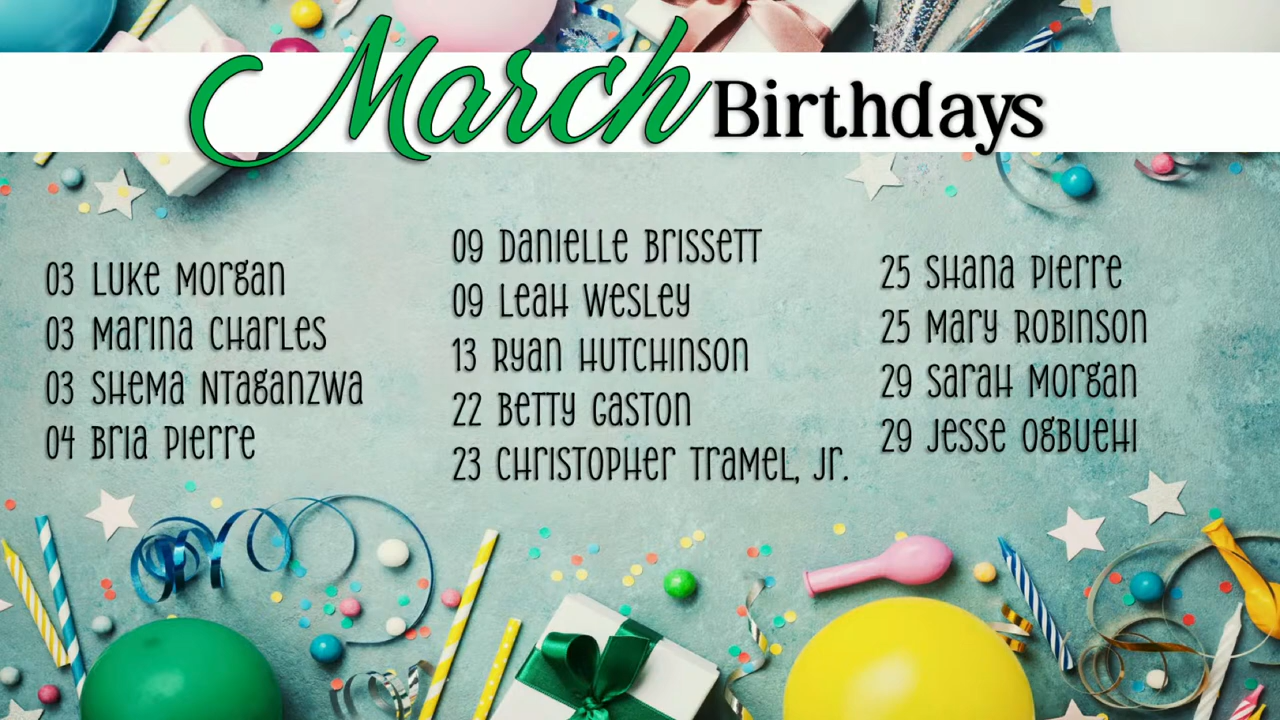 March Birthdays
03 Luke Morgan
03 Marina Charles
03 Shema Ntaganzwa
04 Bria Pierre
09 Danielle Brissett
09 Leah Wesley
13 Ryan Hutchinson
22 Betty Gaston
23 Christopher Tramel, Jr.
25 Shana Pierre
25 Mary Robinson
29 Sarah Morgan
29 Jesse Ogbuehi